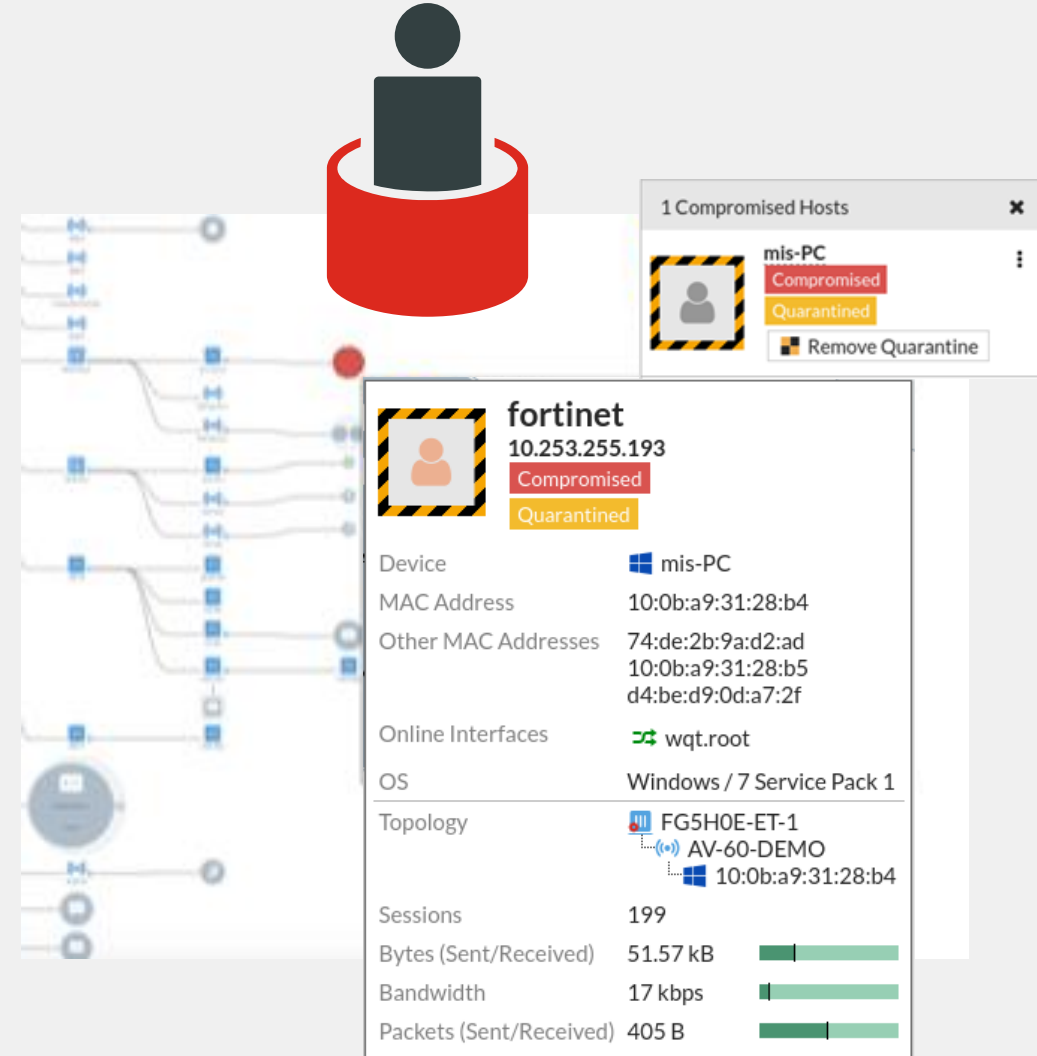 1 Compromised Hosts
mis-PC
Compromised
Quarantined
Remove Quarantine
fortinet
10.253.255.193
Compromised
Quarantined
Device mis-PC
MAC Address 10:0b:a9:31:28:b4
Other MAC Addresses 74:de:2b:9a:d2:ad
10:0b:a9:31:28:b5
d4:be:d9:0d:a7:2f
Online Interfaces wqt.root
OS Windows / 7 Service Pack 1
Topology FG5H0E-ET-1
AV-60-DEMO
10:0b:a9:31:28:b4
Sessions 199
Bytes (Sent/Received) 51.57 kB
Bandwidth 17 kbps
Packets (Sent/Received) 405 B